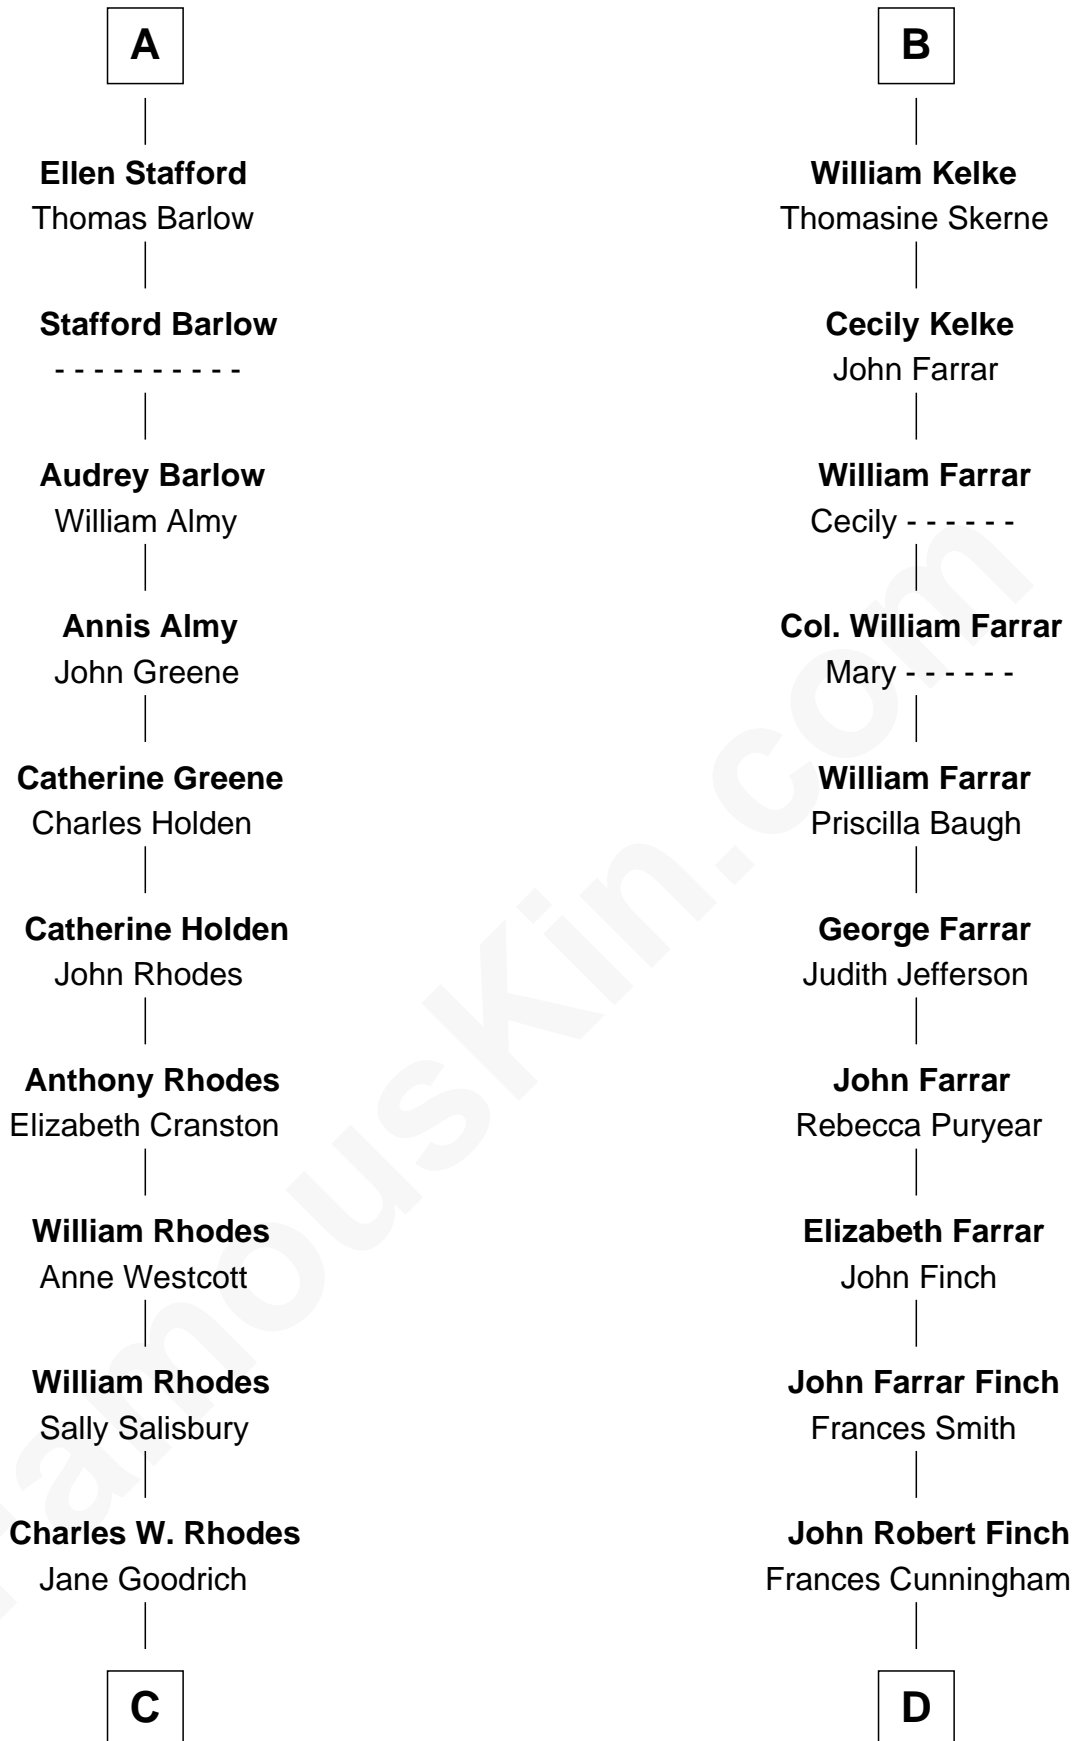 A
Ellen Stafford
Thomas Barlow
Stafford Barlow
- - - - - - - - - -
Audrey Barlow
William Almy
Annis Almy
John Greene
Catherine Greene
Charles Holden
Catherine Holden
John Rhodes
Anthony Rhodes
Elizabeth Cranston
William Rhodes
Anne Westcott
William Rhodes
Sally Salisbury
Charles W. Rhodes
Jane Goodrich
C
B
William Kelke
Thomasine Skerne
Cecily Kelke
John Farrar
William Farrar
Cecily - - - - - -
Col. William Farrar
Mary - - - - - -
William Farrar
Priscilla Baugh
George Farrar
Judith Jefferson
John Farrar
Rebecca Puryear
Elizabeth Farrar
John Finch
John Farrar Finch
Frances Smith
John Robert Finch
Frances Cunningham
D
FamousKin.com